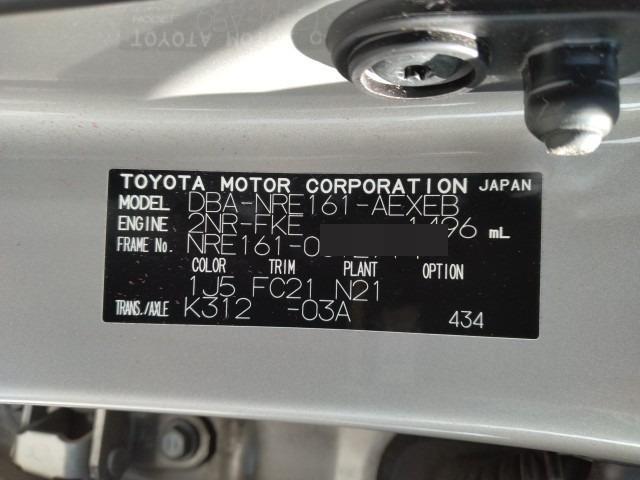 TOYOTA MOTOR CORPORATION JAPAN
MODEL DBA-NRE161-AEXEB
ENGINE 2NR-FKE 1496 mL
FRAME No. NRE161-0
COLOR TRIM PLANT OPTION
1J5 FC21 N21
TRANS./AXLE K312 -03A 434